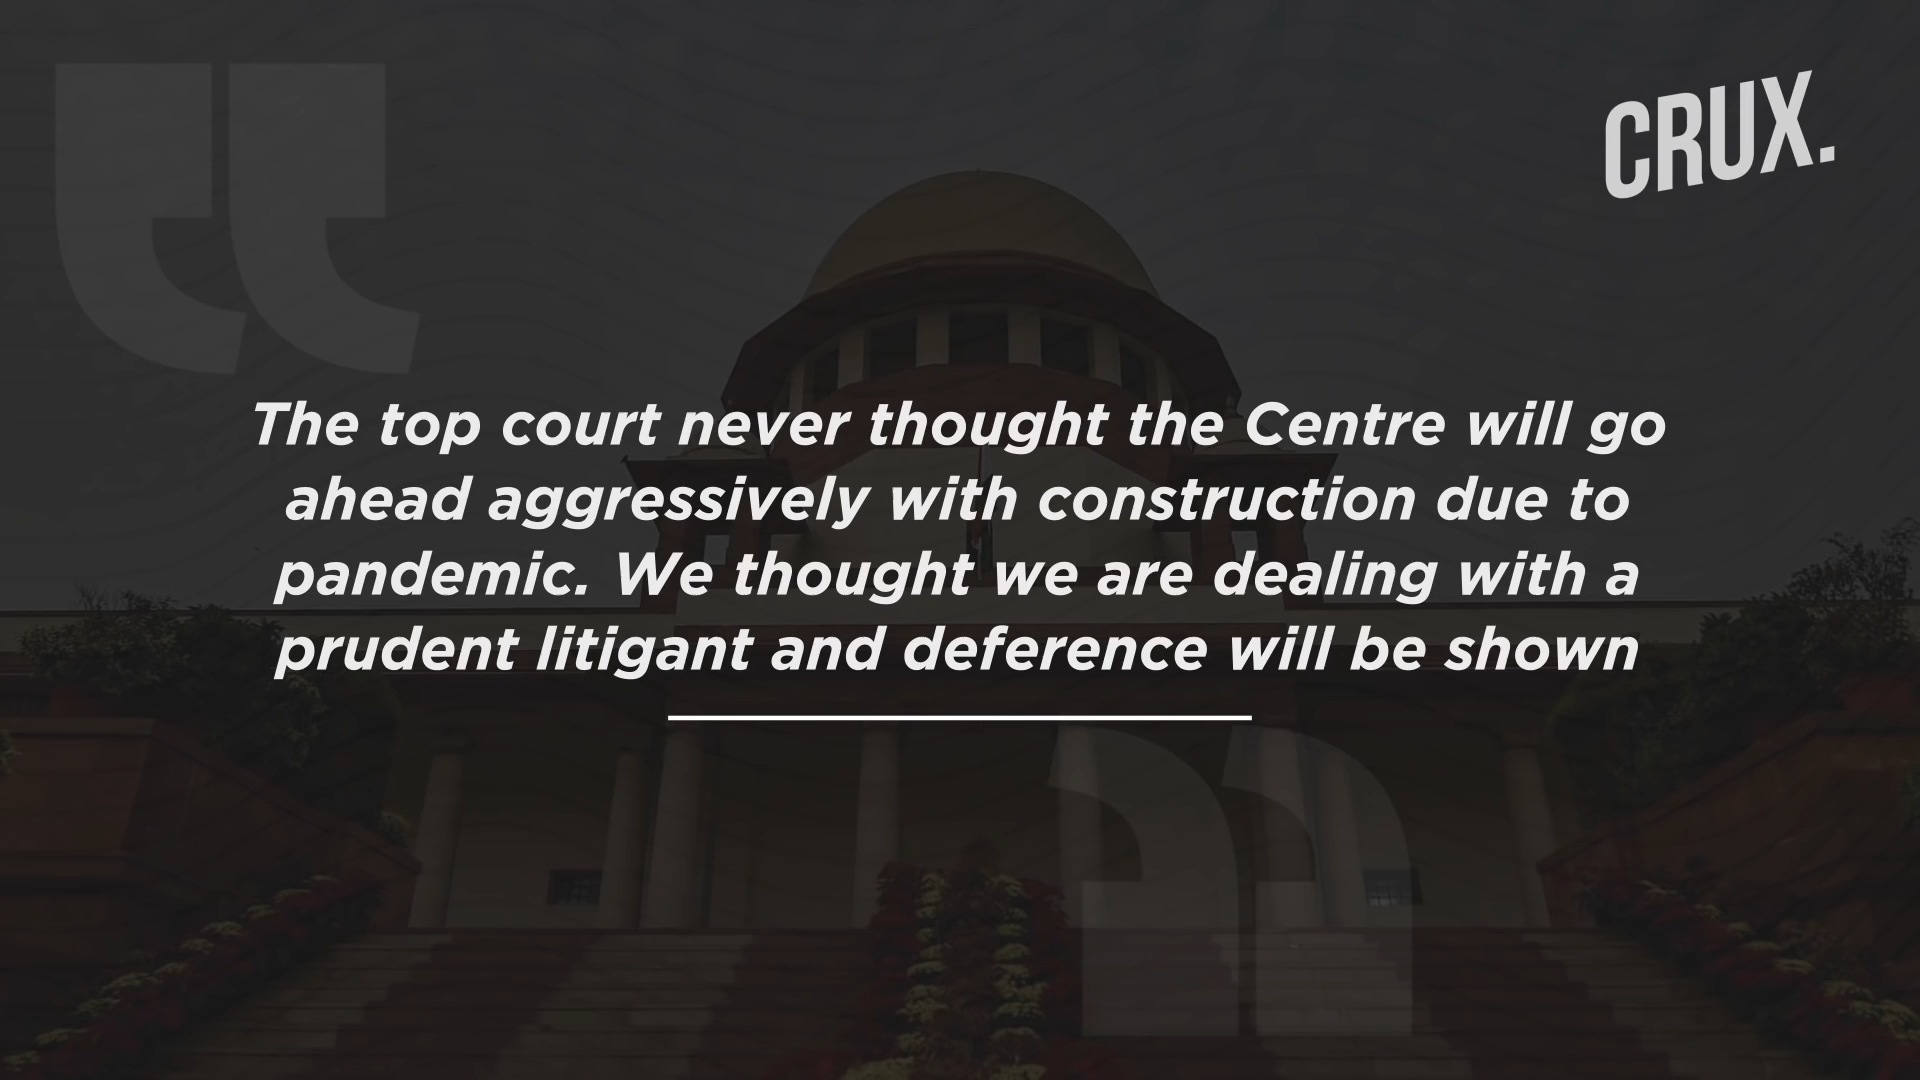 CRUX.
The top court never thought the Centre will go
ahead aggressively with construction due to
pandemic. We thought we are dealing with a
prudent litigant and deference will be shown